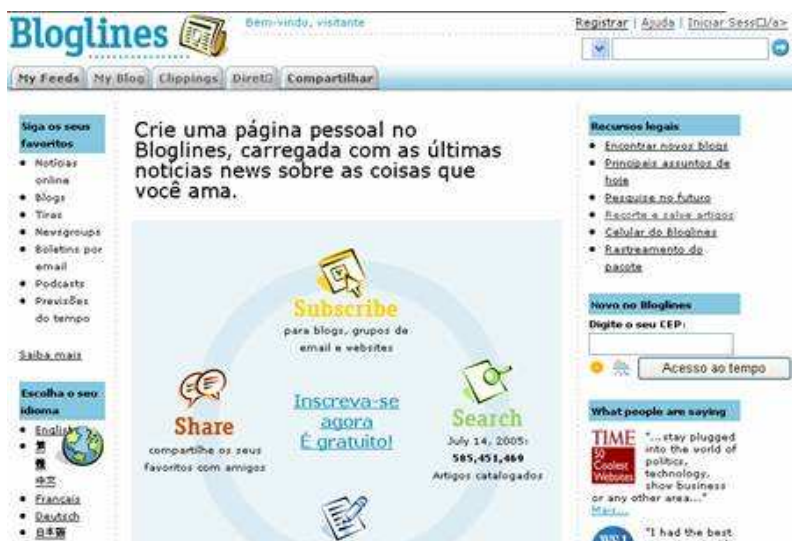 Bloglines
Bem-vindo, visitante
Registrar | Ajuda | Iniciar Sess□/a>
My Feeds
My Blog
Clippings
Diret□
Compartilhar
Siga os seus
favoritos
Notícias
online
Blogs
Tiras
Newsgroups
Boletins por
email
Podcasts
Previsões
do tempo
Saiba mais
Escolha o seu
idioma
English
繁
體
中文
Français
Deutsch
日本語
Crie uma página pessoal no
Bloglines, carregada com as últimas
notícias news sobre as coisas que
você ama.
Subscribe
para blogs, grupos de
email e websites
Share
compartilhe os seus
favoritos com amigos
Inscreva-se
agora
É gratuito!
Search
July 14, 2005:
585,451,469
Artigos catalogados
Recursos legais
Encontrar novos blogs
Principais assuntos de
hoje
Pesquise no futuro
Recorte e salve artigos
Celular do Bloglines
Rastreamento do
pacote
Novo no Bloglines
Digite o seu CEP:
Acesso ao tempo
What people are saying
TIME
50
Coolest
Websites
"...stay plugged
into the world of
politics,
technology,
show business
or any other area..."
Mais...
"I had the best